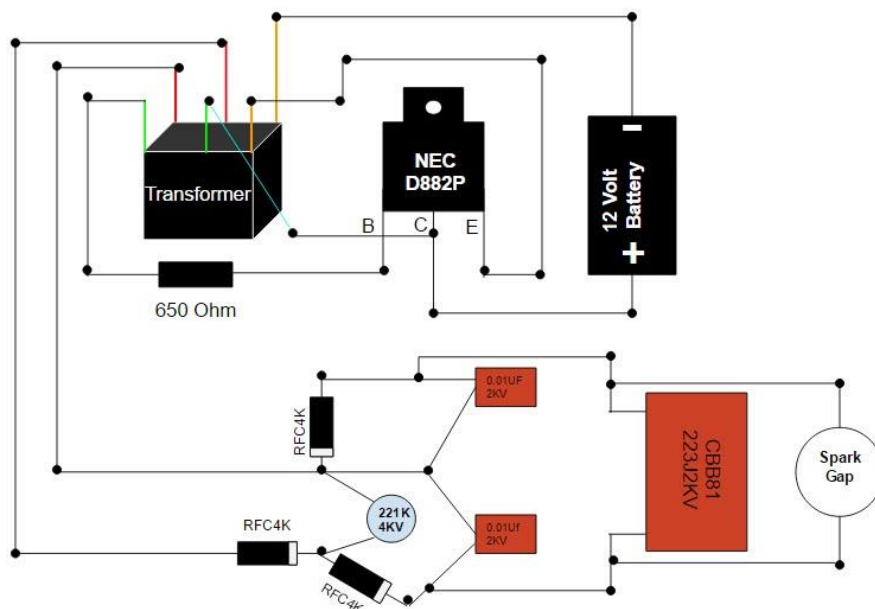 NEC
D882P
Transformer
12 Volt
Battery
B
C
E
650 Ohm
0.01UF
2KV
RFC4K
CBB81
223J2KV
Spark
Gap
221K
4KV
RFC4K
0.01Uf
2KV
RFC4K